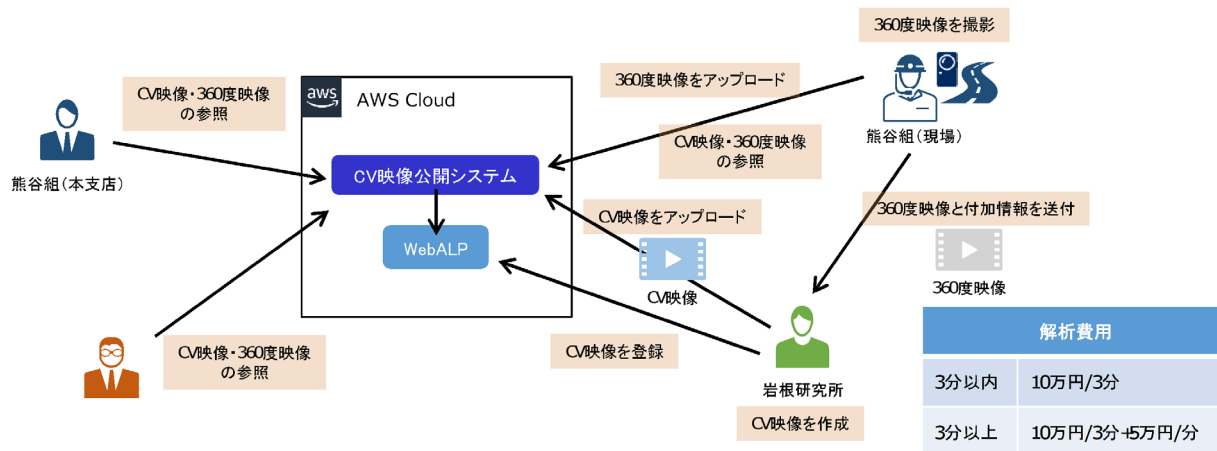 360度映像を撮影
aws
AWS Cloud
360度映像をアップロード
CV映像・360度映像
の参照
熊谷組(現場)
CV映像・360度映像
の参照
熊谷組(本支店)
CV映像公開システム
CV映像をアップロード
360度映像と付加情報を送付
WebALP
CV映像
360度映像
CV映像・360度映像
の参照
CV映像を登録
岩根研究所
CV映像を作成
解析費用
3分以内 10万円/3分
3分以上 10万円/3分+5万円/分